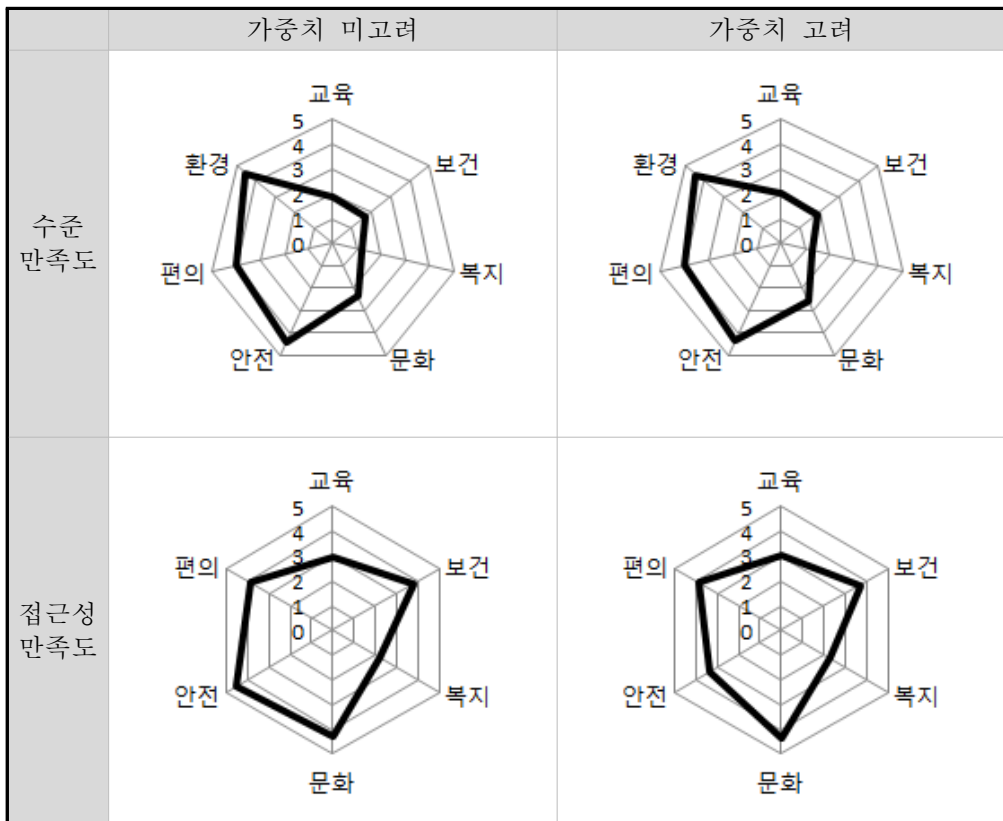 가중치 미고려
가중치 고려
수준
만족도
교육
보건
복지
문화
안전
편의
환경
5
4
3
2
1
0
교육
보건
복지
문화
안전
편의
환경
5
4
3
2
1
0
접근성
만족도
교육
보건
복지
문화
안전
편의
5
4
3
2
1
0
교육
보건
복지
문화
안전
편의
5
4
3
2
1
0